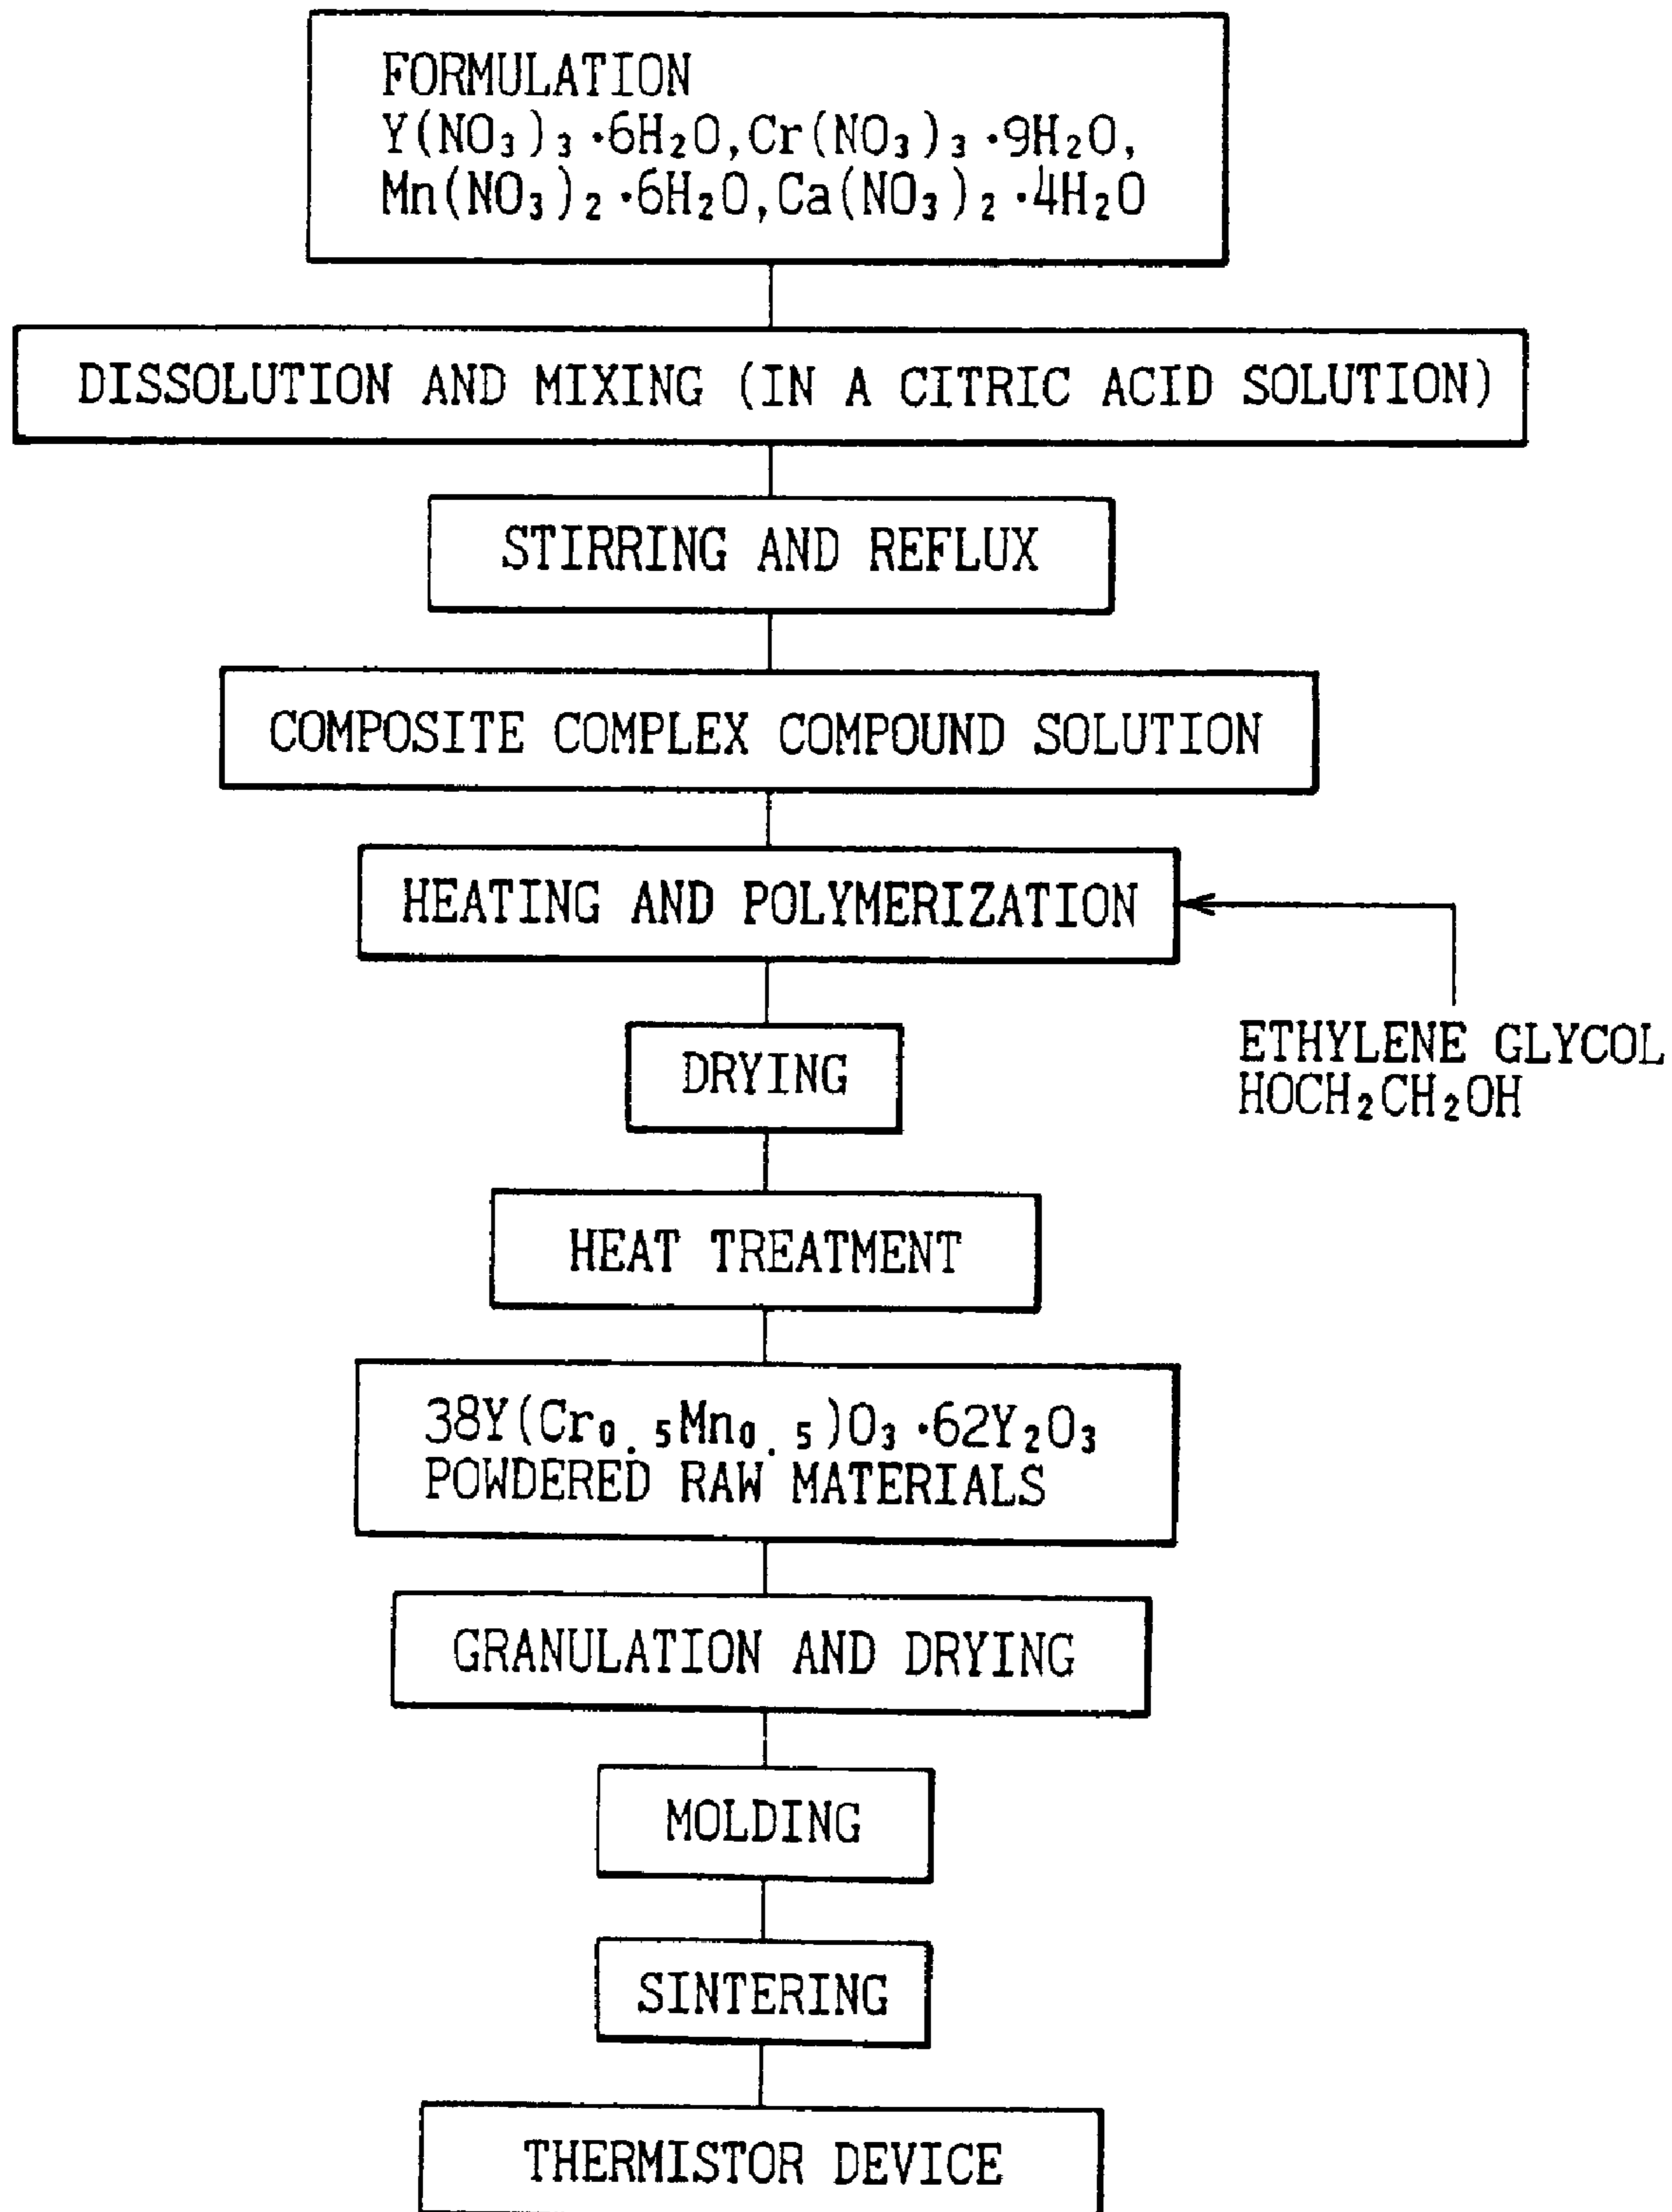 FORMULATION
Y(NO₃)₃·6H₂O,Cr(NO₃)₃·9H₂O,
Mn(NO₃)₂·6H₂O,Ca(NO₃)₂·4H₂O
DISSOLUTION AND MIXING (IN A CITRIC ACID SOLUTION)
STIRRING AND REFLUX
COMPOSITE COMPLEX COMPOUND SOLUTION
HEATING AND POLYMERIZATION
ETHYLENE GLYCOL
HOCH₂CH₂OH
DRYING
HEAT TREATMENT
38Y(Cr₀.₅Mn₀.₅)O₃·62Y₂O₃
POWDERED RAW MATERIALS
GRANULATION AND DRYING
MOLDING
SINTERING
THERMISTOR DEVICE